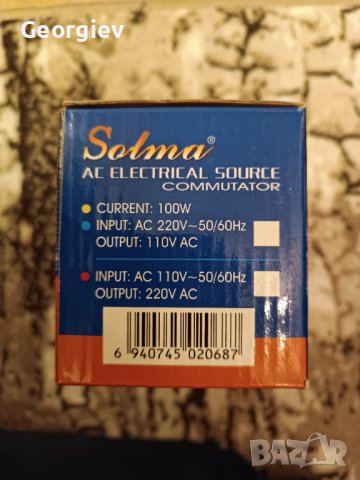 Georgiev
Solma®
AC ELECTRICAL SOURCE
COMMUTATOR
CURRENT: 100W
INPUT: AC 220V~50/60Hz
OUTPUT: 110V AC
INPUT: AC 110V~50/60Hz
OUTPUT: 220V AC
6 940745 020687
BAZAR